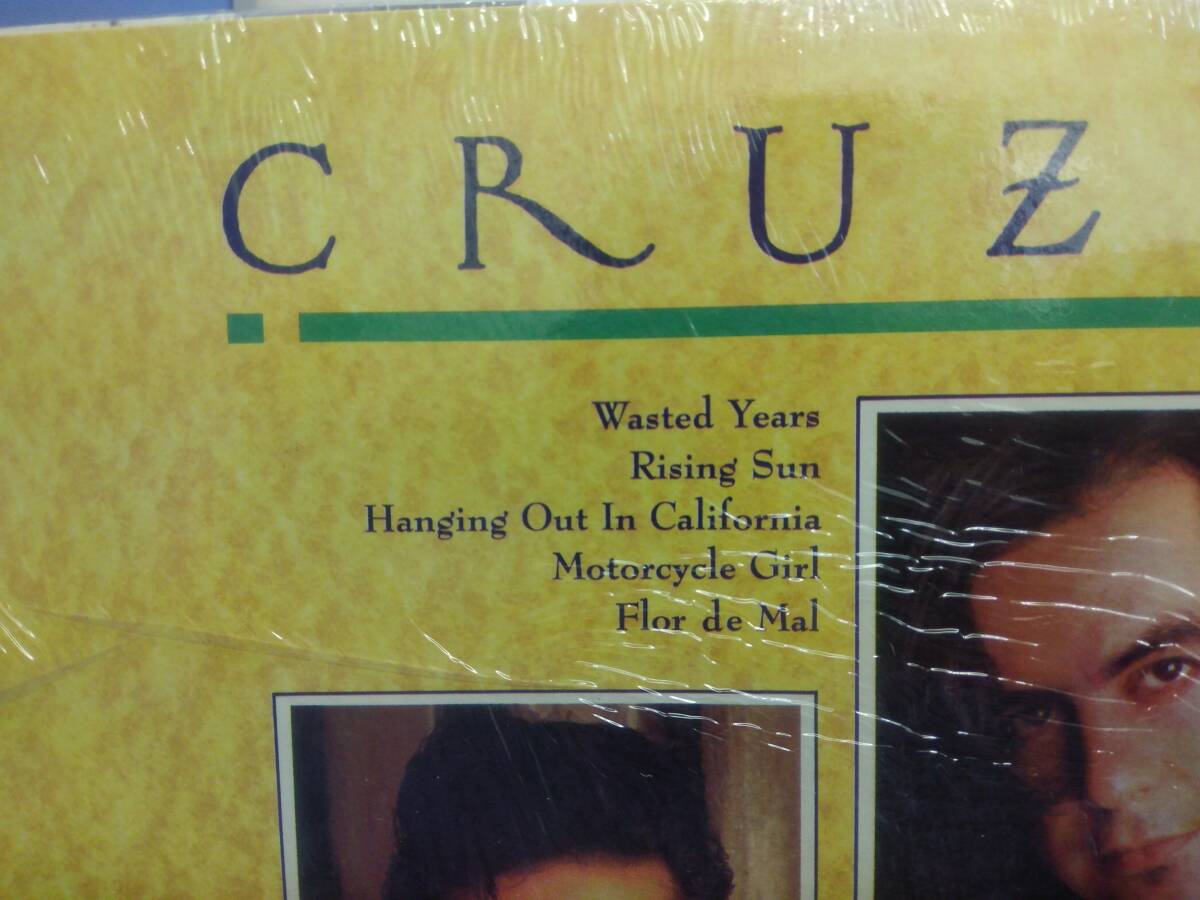 CRUZ
Wasted Years
Rising Sun
Hanging Out In California
Motorcycle Girl
Flor de Mal